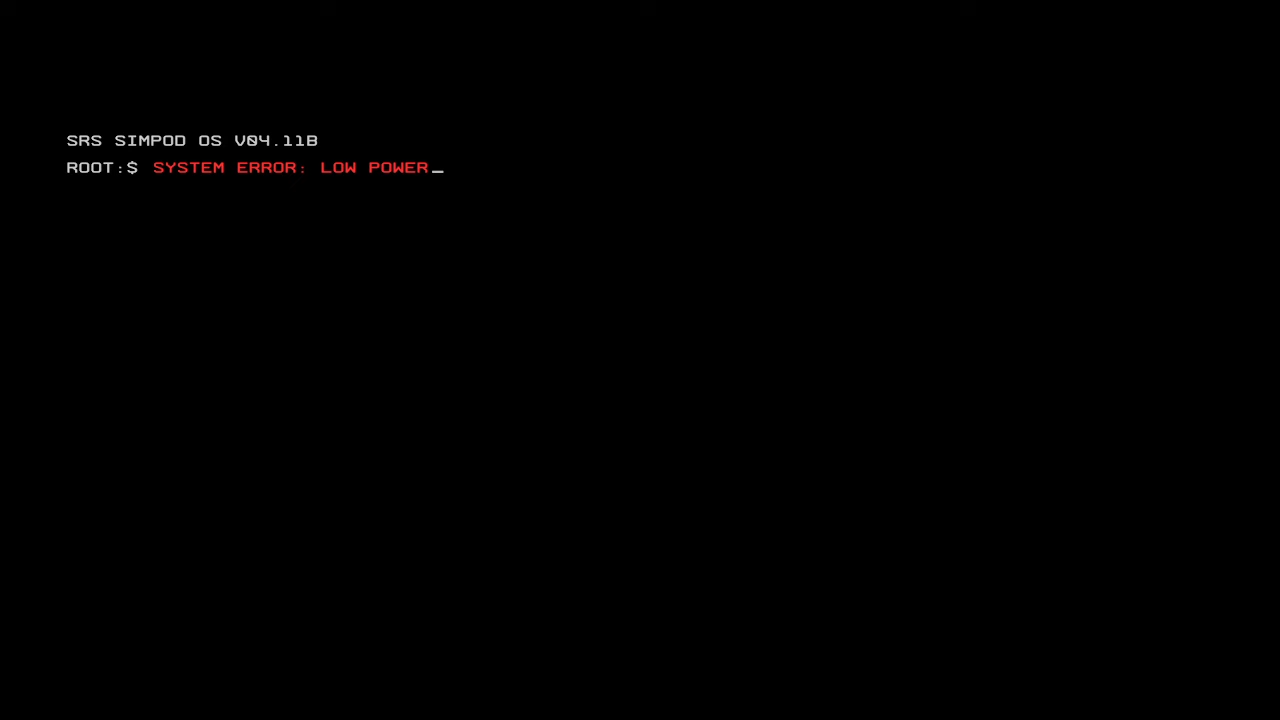 SRS SIMPOD OS V04.11B
ROOT:$ SYSTEM ERROR: LOW POWER_